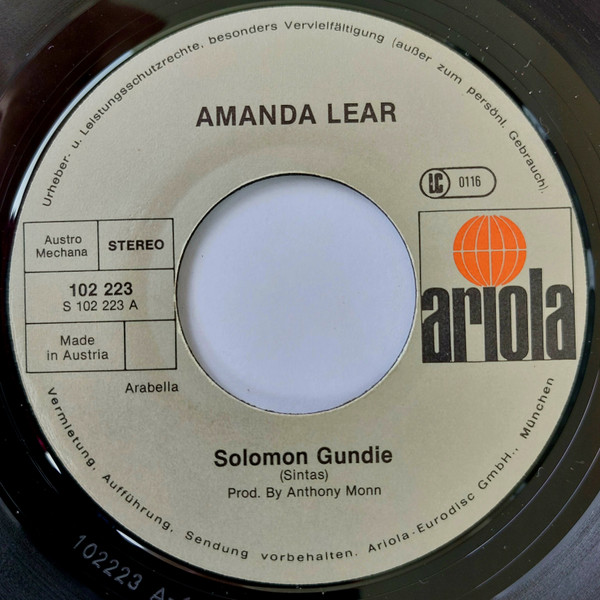 Urheber- u. Leistungsschutzrechte, besonders Vervielfältigung (außer zum persönl. Gebrauch),
AMANDA LEAR
LC 0116
Austro
Mechana
STEREO
102 223
S 102 223 A
Made
in Austria
ariola
Arabella
Solomon Gundie
(Sintas)
Prod. By Anthony Monn
Vermietung, Aufführung, Sendung vorbehalten. Ariola-Eurodisc GmbH., München
102223 A-